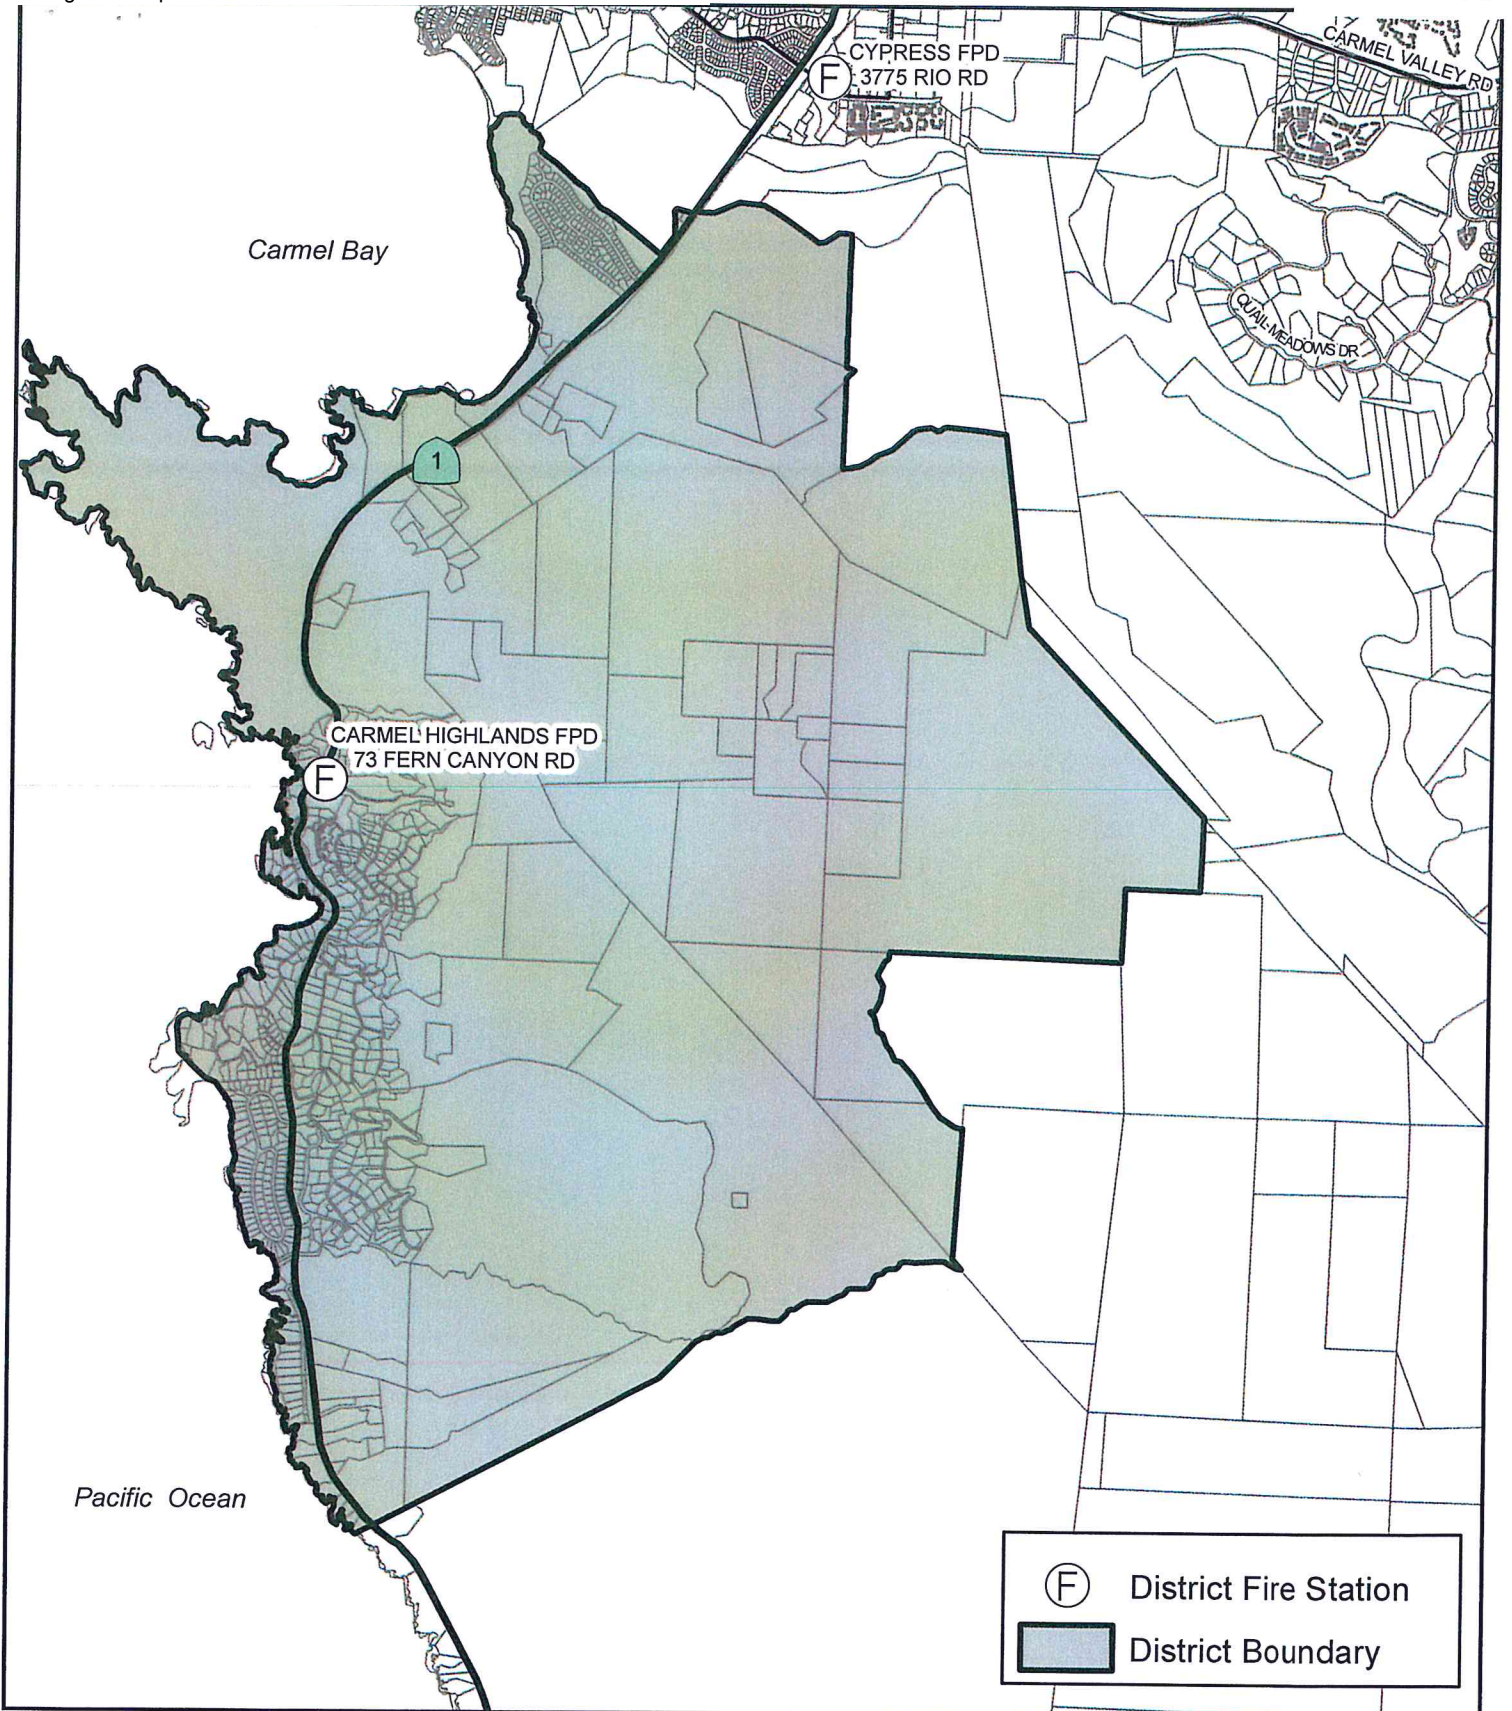 CYPRESS FPD
3775 RIO RD
CARMEL VALLEY RD
Carmel Bay
QUAIL MEADOWS DR
1
CARMEL HIGHLANDS FPD
73 FERN CANYON RD
F
F
Pacific Ocean
F District Fire Station
District Boundary